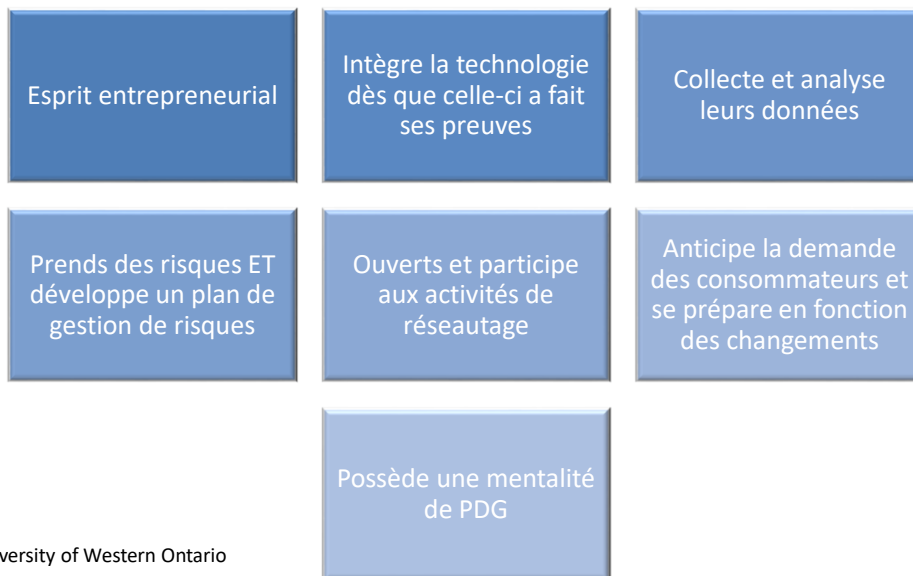 Esprit entrepreneurial
Intègre la technologie
dès que celle-ci a fait
ses preuves
Collecte et analyse
leurs données
Prends des risques ET
développe un plan de
gestion de risques
Ouverts et participe
aux activités de
réseautage
Anticipe la demande
des consommateurs et
se prépare en fonction
des changements
Possède une mentalité
de PDG
versity of Western Ontario